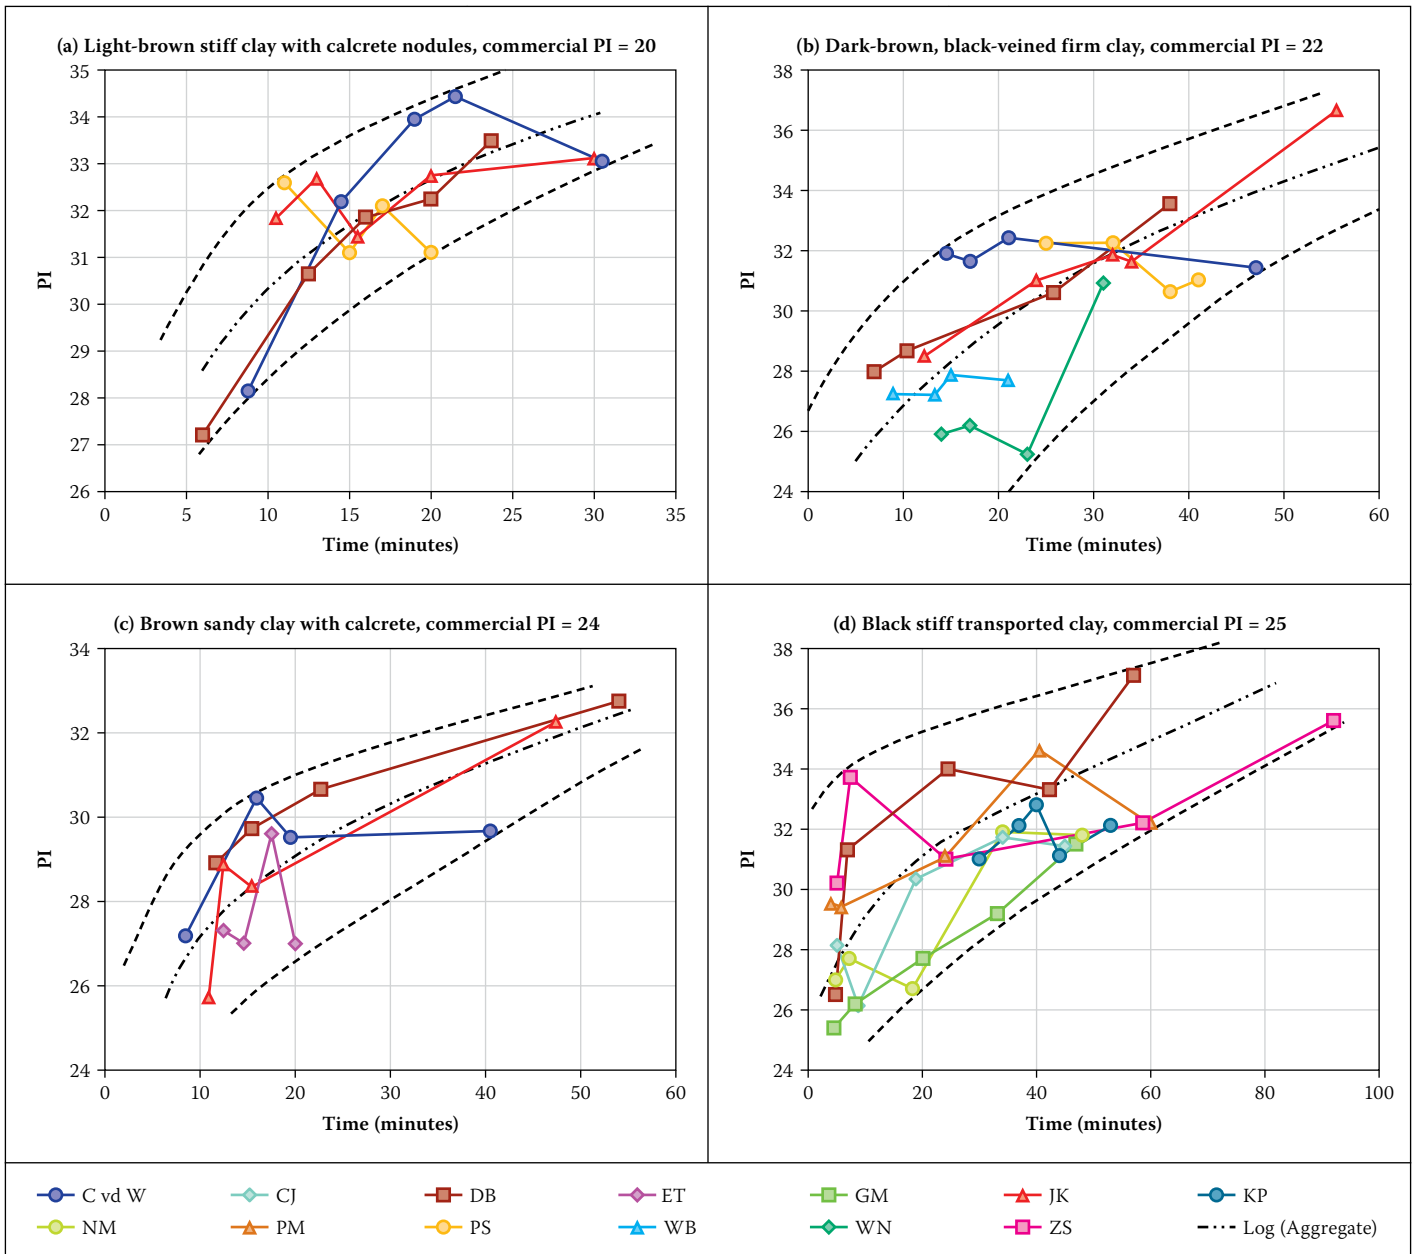 (a) Light-brown stiff clay with calcrete nodules, commercial PI = 20
35
34
33
32
31
30
29
28
27
26
PI
0 5 10 15 20 25 30 35
Time (minutes)
(b) Dark-brown, black-veined firm clay, commercial PI = 22
38
36
34
32
30
28
26
24
PI
0 10 20 30 40 50 60
Time (minutes)
(c) Brown sandy clay with calcrete, commercial PI = 24
34
32
30
28
26
24
PI
0 10 20 30 40 50 60
Time (minutes)
(d) Black stiff transported clay, commercial PI = 25
38
36
34
32
30
28
26
24
PI
0 20 40 60 80 100
Time (minutes)
C vd W CJ DB ET GM JK KP
NM PM PS WB WN ZS Log (Aggregate)